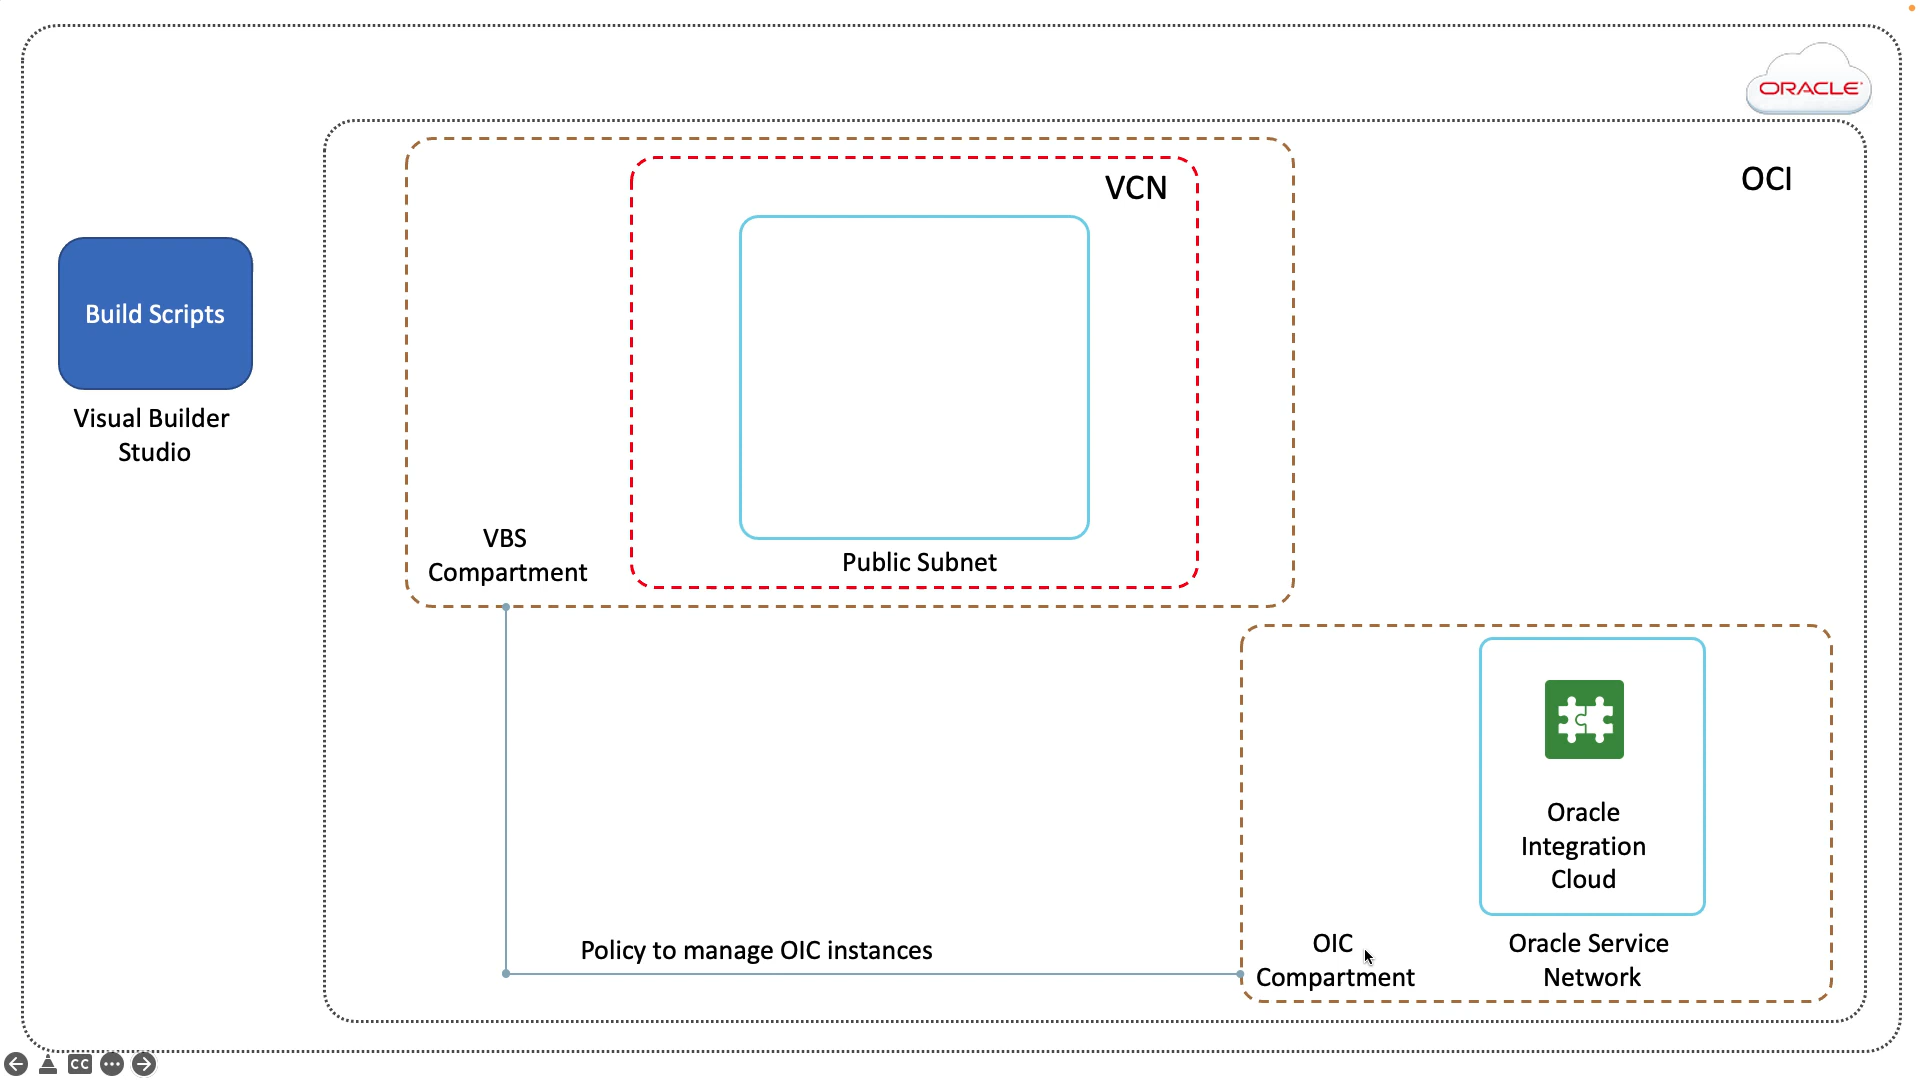 ORACLE
OCI
VCN
Build Scripts
Visual Builder
Studio
VBS
Compartment
Public Subnet
Oracle
Integration
Cloud
Policy to manage OIC instances
OIC
Compartment
Oracle Service
Network
CC